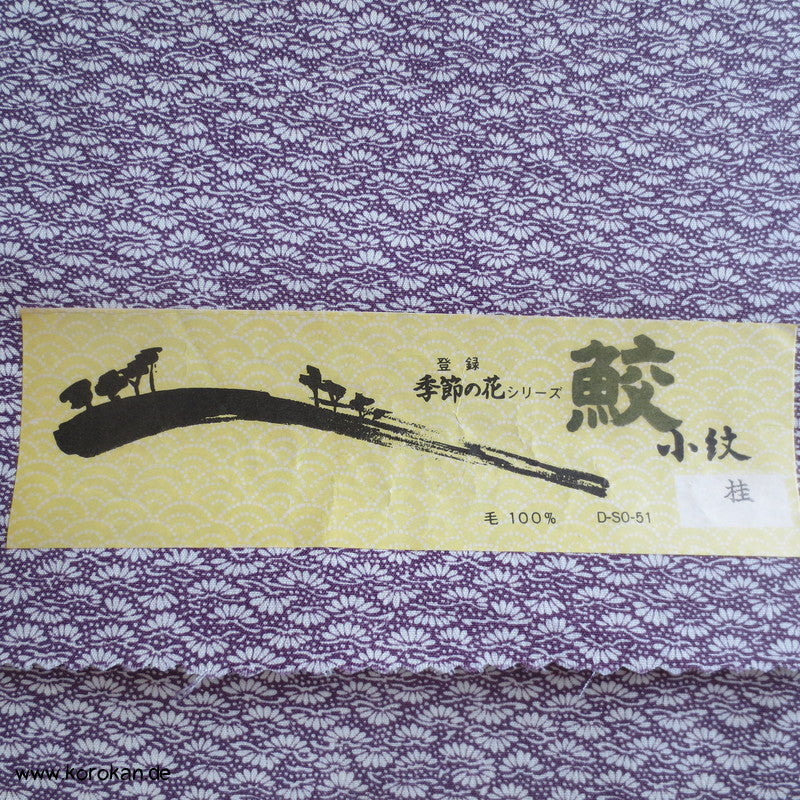 登録
季節の花シリーズ
鮫
小紋
桂
毛 100% D-SO-51
www.korokan.de